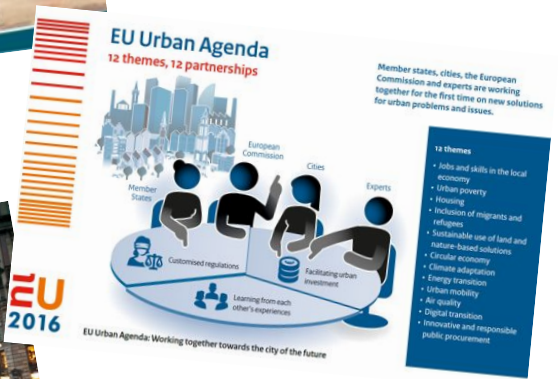 EU Urban Agenda
12 themes, 12 partnerships
Member states, cities, the European
Commission and experts are working
together for the first time on new solutions
for urban problems and issues.
European
Commission
Cities
Member
States
Experts
Customised regulations
Facilitating urban
investment
Learning from each
other's experiences
12 themes
• Jobs and skills in the local
economy
• Urban poverty
• Housing
• Inclusion of migrants and
refugees
• Sustainable use of land and
nature-based solutions
• Circular economy
• Climate adaptation
• Energy transition
• Urban mobility
• Air quality
• Digital transition
• Innovative and responsible
public procurement
EU
2016
EU Urban Agenda: Working together towards the city of the future